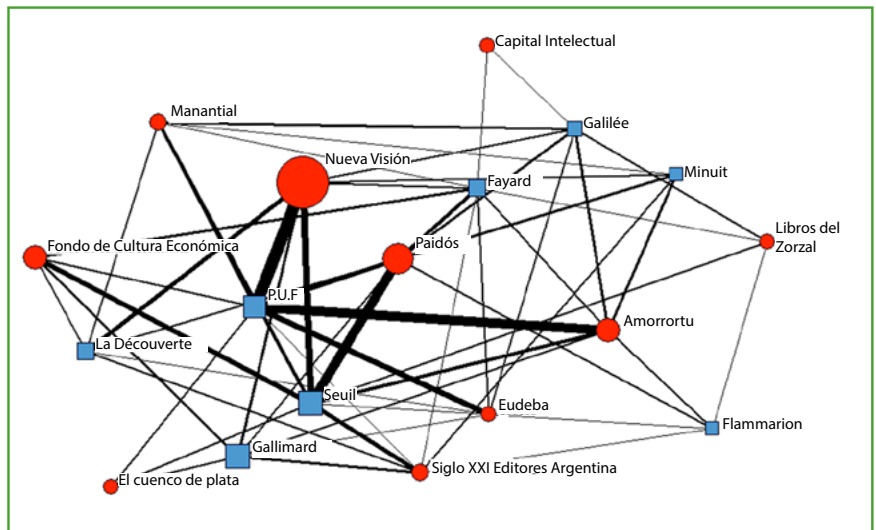 Capital Intelectual
Manantial
Galilée
Nueva Visión
Minuit
Fayard
Libros del
Zorzal
Fondo de Cultura Económica
Paidós
P.U.F
Amorrortu
La Découverte
Seuil
Eudeba
Flammarion
Gallimard
Siglo XXI Editores Argentina
El cuenco de plata